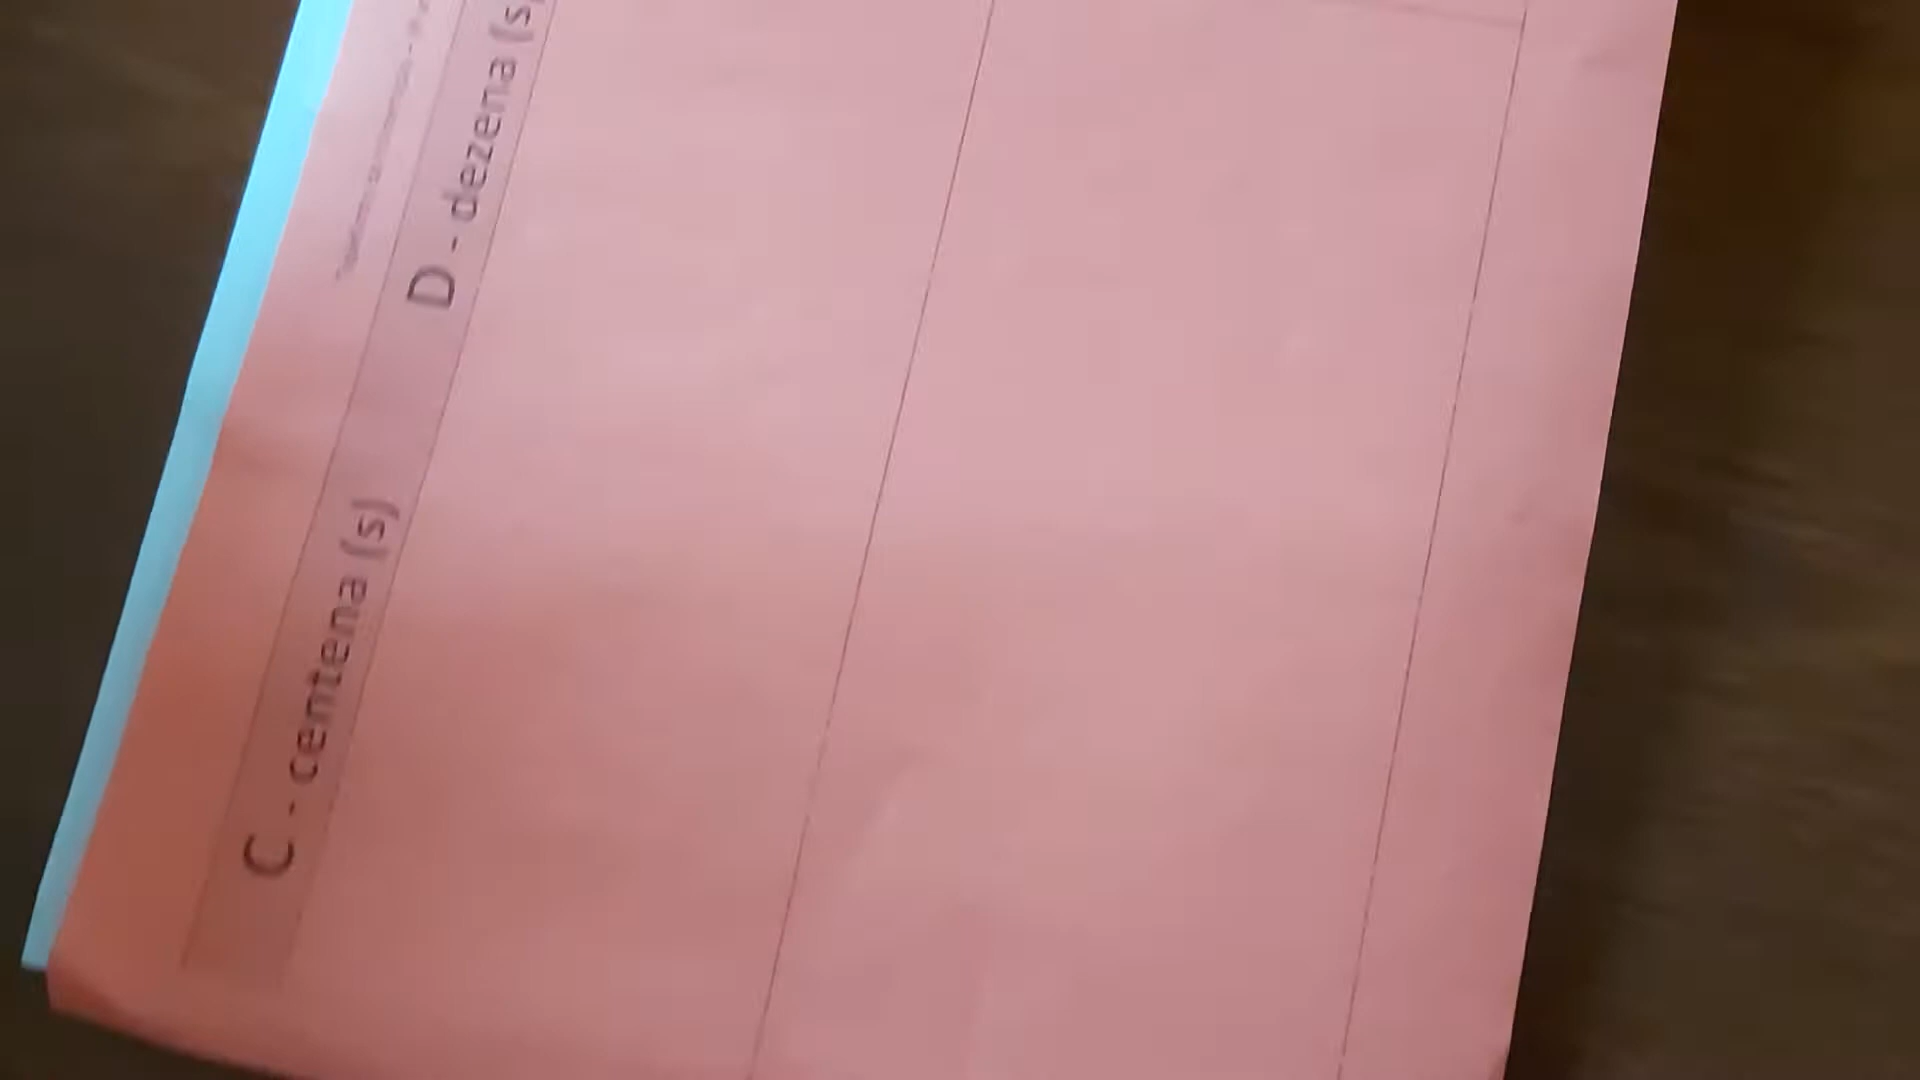 C - centena (s)
D - dezena (s